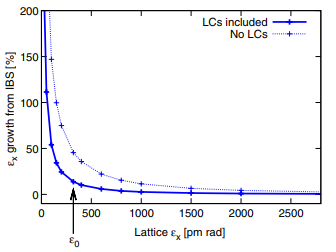 200
150
100
50
0
εx growth from IBS [%]
LCs included
No LCs
0
500
1000
1500
2000
2500
ε0
Lattice εx [pm rad]